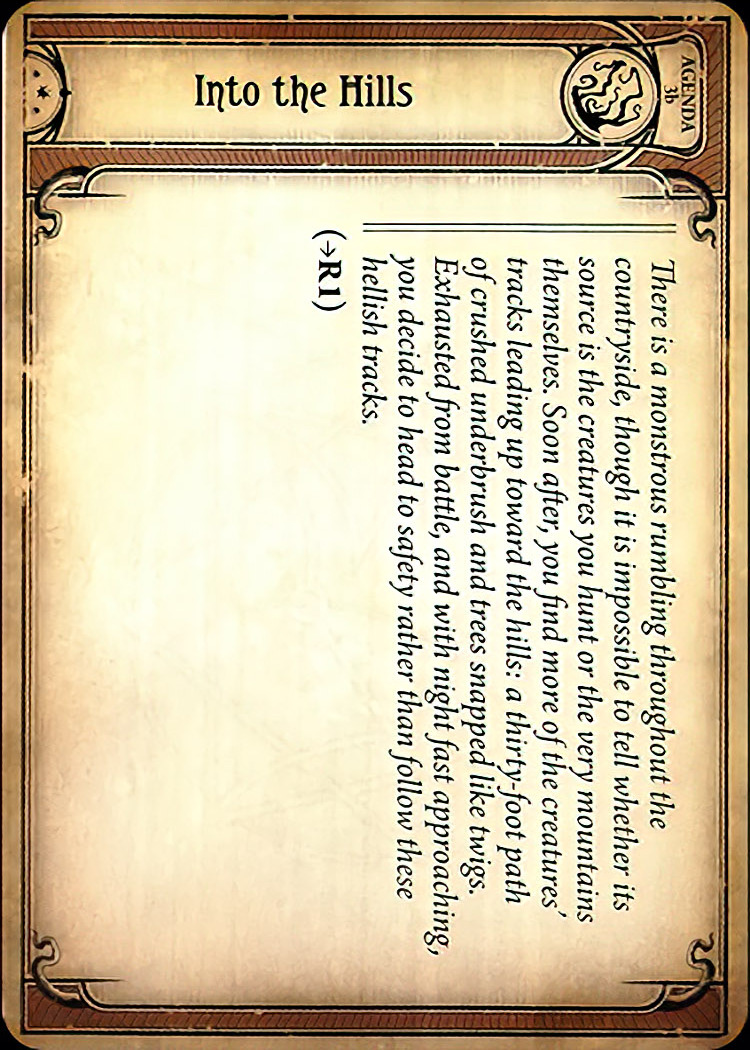 AGENDA
3b
Into the Hills
There is a monstrous rumbling throughout the
countryside, though it is impossible to tell whether its
source is the creatures you hunt or the very mountains
themselves. Soon after, you find more of the creatures’
tracks leading up toward the hills: a thirty-foot path
of crushed underbrush and trees snapped like twigs.
Exhausted from battle, and with night fast approaching,
you decide to head to safety rather than follow these
hellish tracks.
(→R1)